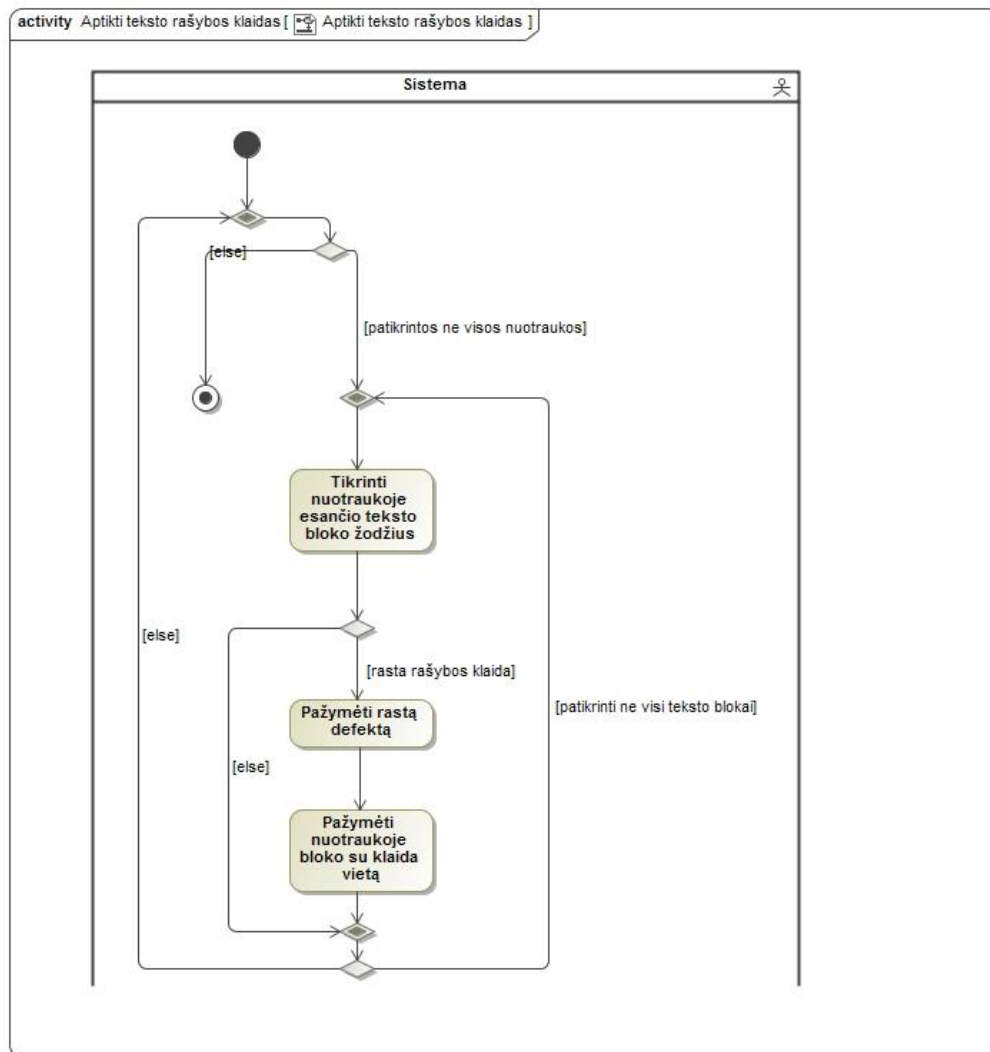 activity Aptikti teksto rašybos klaidas [ Aptikti teksto rašybos klaidas ]
Sistema
[else]
[patikrintos ne visos nuotraukos]
Tikrinti
nuotraukoje
esančio teksto
bloko žodžius
[else]
[rasta rašybos klaida]
Pažymėti rastą
defektą
[patikrinti ne visi teksto blokai]
[else]
Pažymėti
nuotraukoje
bloko su klaida
vietą